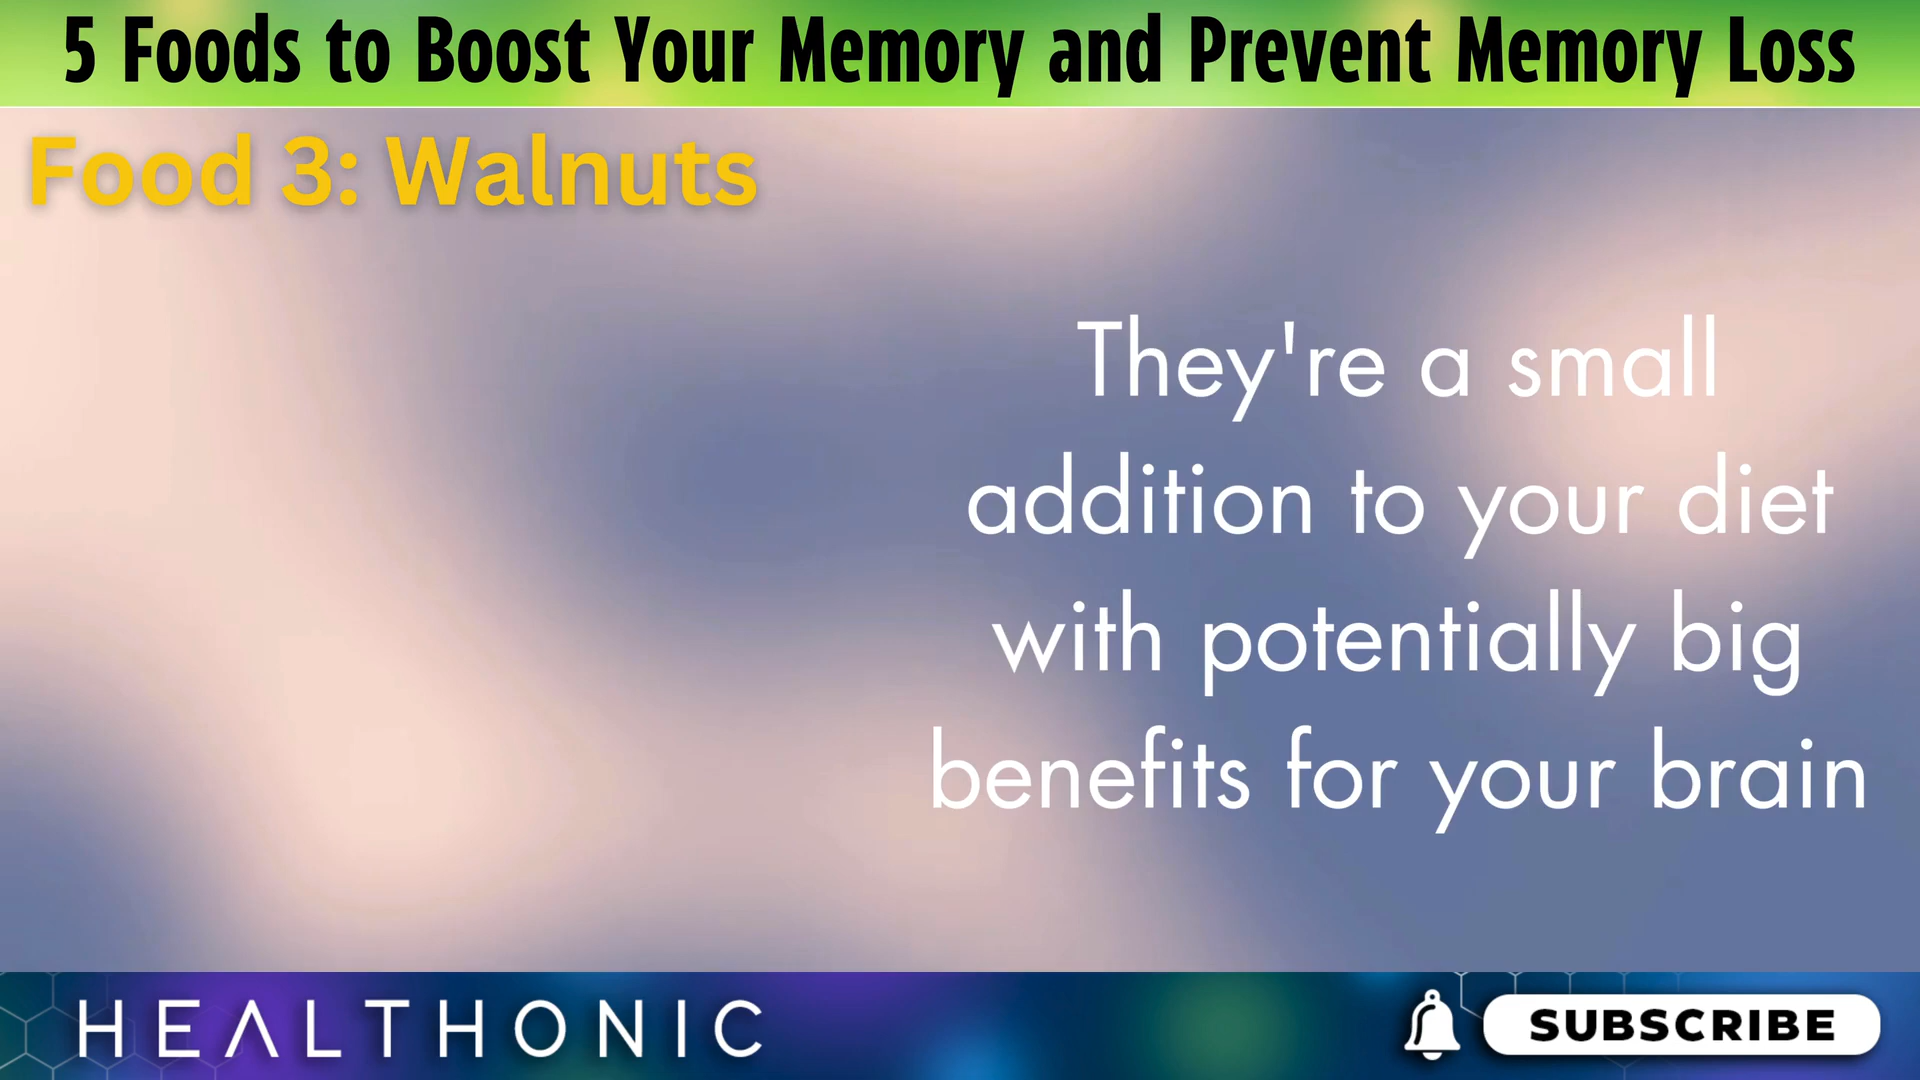 5 Foods to Boost Your Memory and Prevent Memory Loss
Food 3: Walnuts
They're a small
addition to your diet
with potentially big
benefits for your brain
HEALTHONIC
SUBSCRIBE